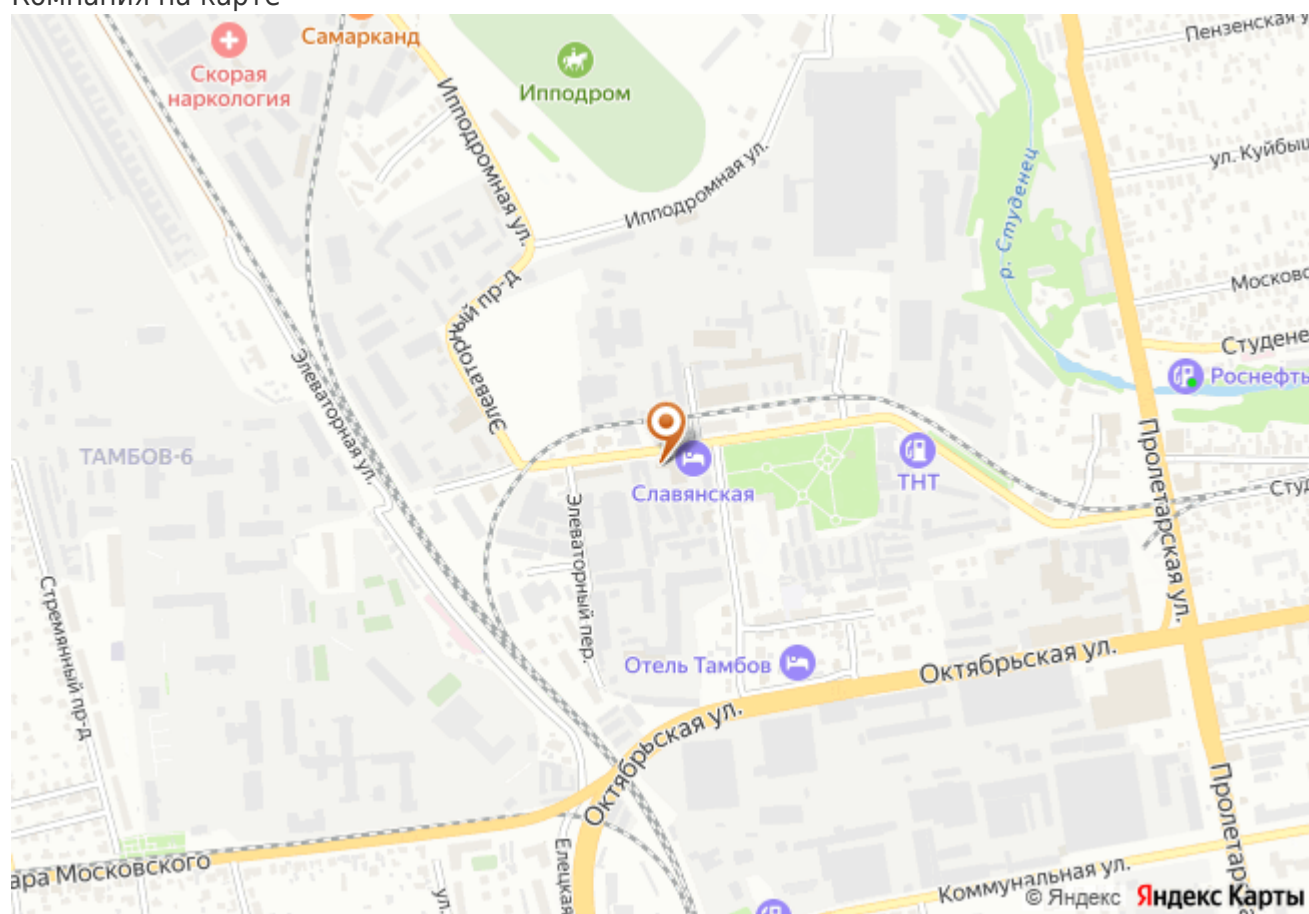 Компания на карте
Самарканд
Скорая
наркология
Ипподром
Пензенская у
Ипподромная ул.
Ипподромная ул.
р. Студенец
ул. Куйбыш
Московс
Студене
Роснефть
Элеваторный пр-д
Элеваторная ул.
ТАМБОВ-6
Славянская
ТНТ
Пролетарская ул.
Сту
Элеваторный пер.
Стремянный пр-д
Отель Тамбов
Октябрьская ул.
Октябрьская ул.
Пролетар
ара Московского
ул.
Елецкая
Коммунальная ул.
© Яндекс Яндекс Карты